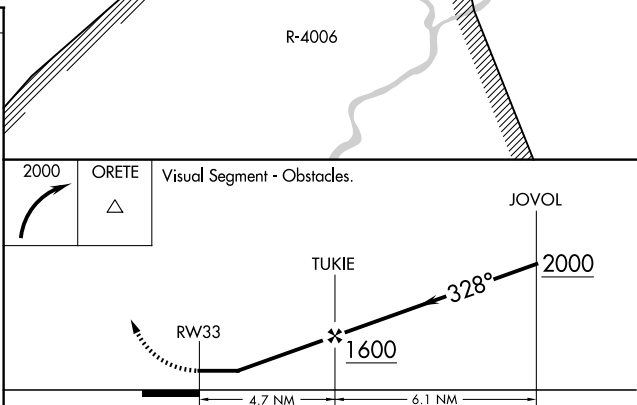 R-4006
2000
ORETE
Visual Segment - Obstacles.
JOVOL
TUKIE
2000
328°
RW33
1600
4.7 NM
6.1 NM